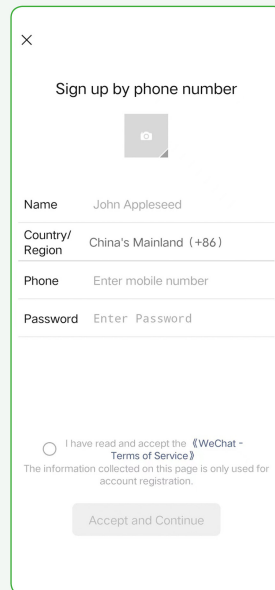 Sign up by phone number
Name John Appleseed
Country/
Region China's Mainland (+86)
Phone Enter mobile number
Password Enter Password
I have read and accept the 《WeChat -
Terms of Service》
The information collected on this page is only used for
account registration.
Accept and Continue